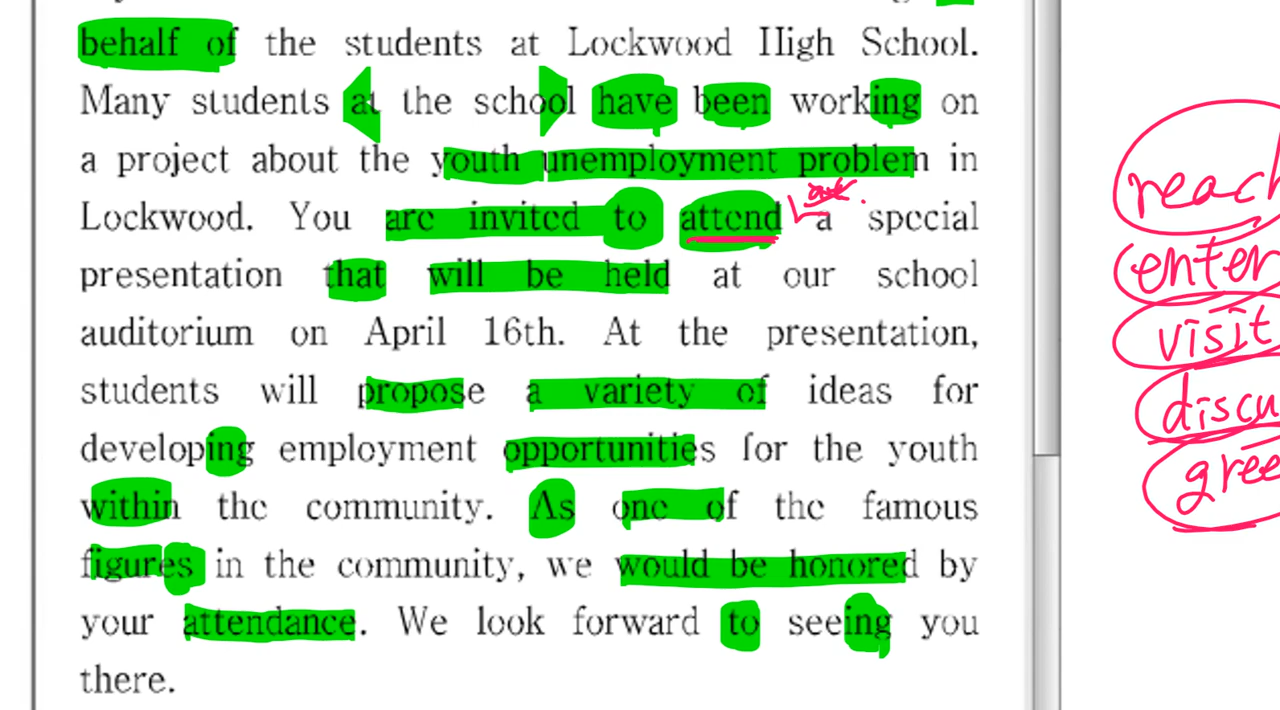 behalf of the students at Lockwood High School.
Many students at the school have been working on
a project about the youth unemployment problem in
Lockwood. You are invited to attend a special
presentation that will be held at our school
auditorium on April 16th. At the presentation,
students will propose a variety of ideas for
developing employment opportunities for the youth
within the community. As one of the famous
figures in the community, we would be honored by
your attendance. We look forward to seeing you
there.
reach
enter
visit
discu
gree